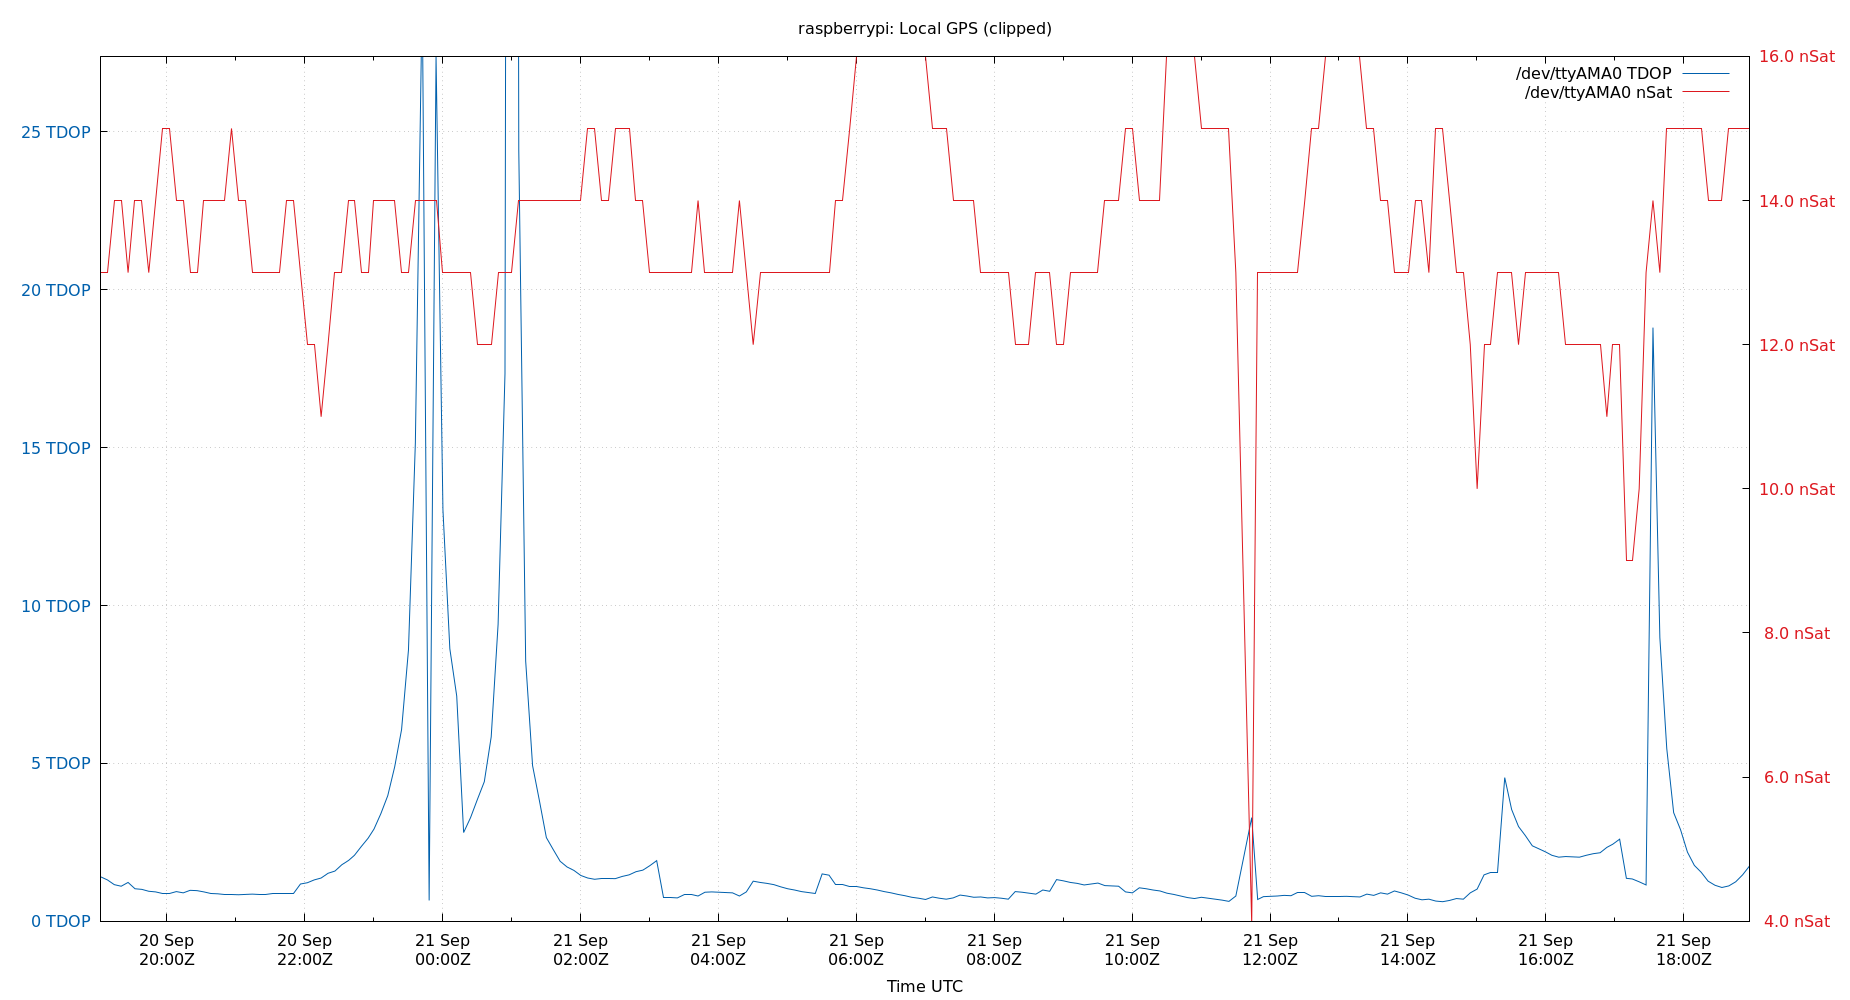 raspberrypi: Local GPS (clipped)
16.0 nSat
/dev/ttyAMA0 TDOP
/dev/ttyAMA0 nSat
25 TDOP
14.0 nSat
20 TDOP
12.0 nSat
15 TDOP
10.0 nSat
10 TDOP
8.0 nSat
5 TDOP
6.0 nSat
0 TDOP
4.0 nSat
20 Sep 20 Sep 21 Sep 21 Sep 21 Sep 21 Sep 21 Sep 21 Sep 21 Sep 21 Sep 21 Sep 21 Sep
20:00Z 22:00Z 00:00Z 02:00Z 04:00Z 06:00Z 08:00Z 10:00Z 12:00Z 14:00Z 16:00Z 18:00Z
Time UTC